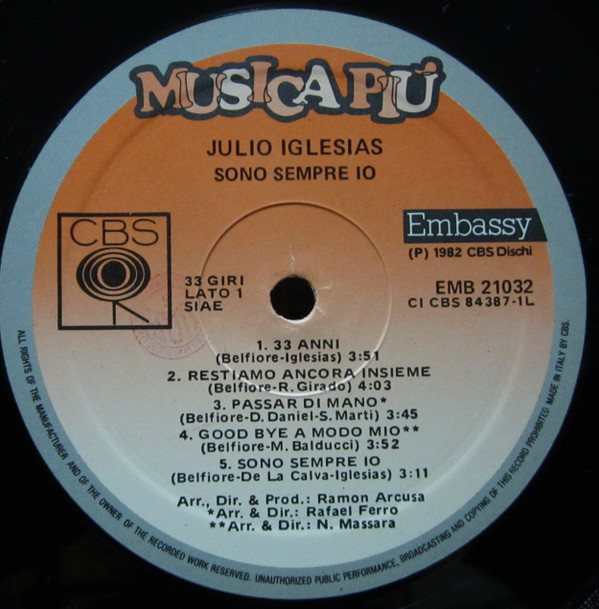 MUSICA PIÚ
JULIO IGLESIAS
SONO SEMPRE IO
CBS
Embassy
(P) 1982 CBS Dischi
33 GIRI
LATO 1
SIAE
EMB 21032
CI CBS 84387-1L
1. 33 ANNI
(Belfiore-Iglesias) 3:51
2. RESTIAMO ANCORA INSIEME
(Belfiore-R. Girado) 4:03
3. PASSAR DI MANO*
(Belfiore-D. Daniel-S. Marti) 3:45
4. GOOD BYE A MODO MIO**
(Belfiore-M. Balducci) 3:52
5. SONO SEMPRE IO
(Belfiore-De La Calva-Iglesias) 3:11
Arr., Dir. & Prod.: Ramon Arcusa
*Arr. & Dir.: Rafael Ferro
**Arr. & Dir.: N. Massara
ALL RIGHTS OF THE MANUFACTURER AND OF THE OWNER OF THE RECORDED WORK RESERVED. UNAUTHORIZED PUBLIC PERFORMANCE, BROADCASTING AND COPYING OF THIS RECORD PROHIBITED MADE IN ITALY BY CBS.